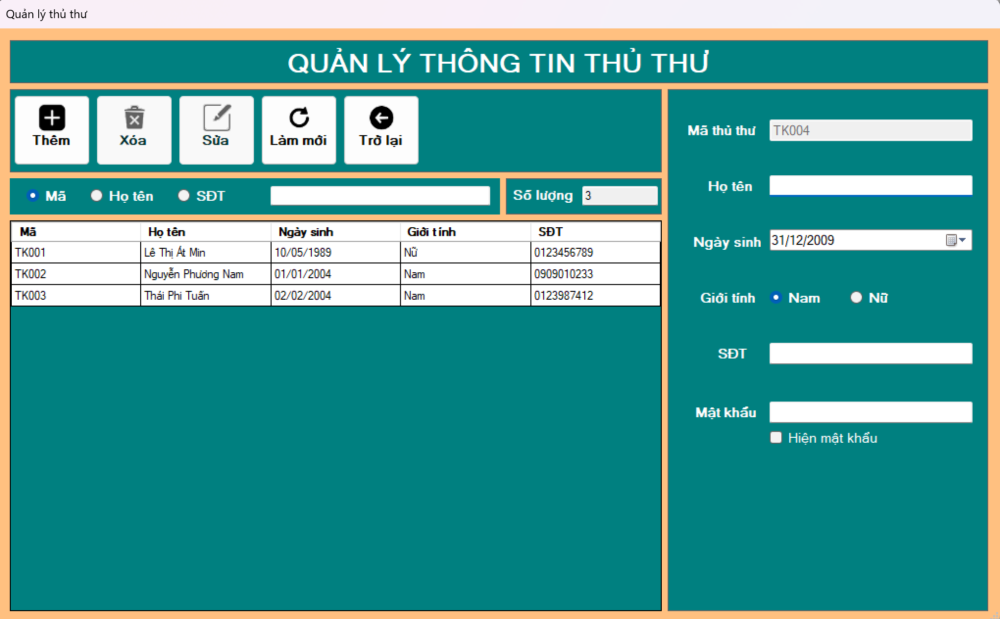 Quản lý thủ thư
QUẢN LÝ THÔNG TIN THỦ THƯ
Thêm Xóa Sửa Làm mới Trở lại
Mã Họ tên SĐT
Số lượng 3
Mã Họ tên Ngày sinh Giới tính SĐT
TK001 Lê Thị Át Min 10/05/1989 Nữ 0123456789
TK002 Nguyễn Phương Nam 01/01/2004 Nam 0909010233
TK003 Thái Phi Tuấn 02/02/2004 Nam 0123987412
Mã thủ thư TK004
Họ tên
Ngày sinh 31/12/2009
Giới tính Nam Nữ
SĐT
Mật khẩu
Hiện mật khẩu